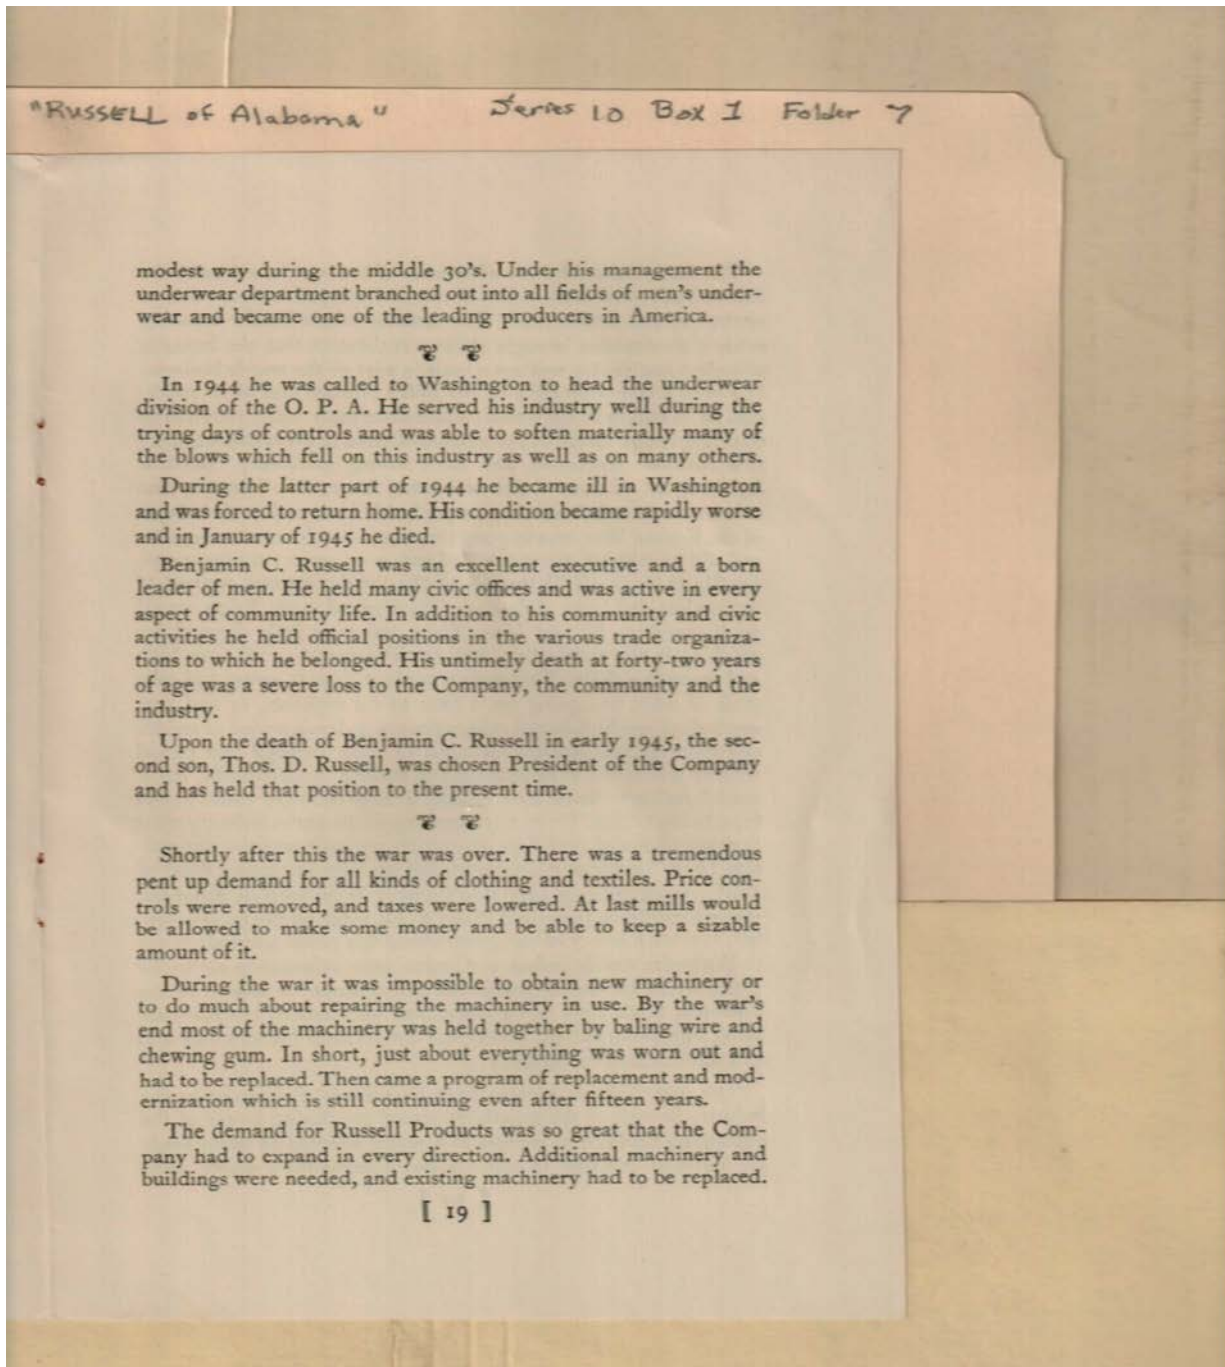 "RUSSELL of Alabama" Series 10 Box 1 Folder 7
modest way during the middle 30's. Under his management the
underwear department branched out into all fields of men's under-
wear and became one of the leading producers in America.
In 1944 he was called to Washington to head the underwear
division of the O. P. A. He served his industry well during the
trying days of controls and was able to soften materially many of
the blows which fell on this industry as well as on many others.
During the latter part of 1944 he became ill in Washington
and was forced to return home. His condition became rapidly worse
and in January of 1945 he died.
Benjamin C. Russell was an excellent executive and a born
leader of men. He held many civic offices and was active in every
aspect of community life. In addition to his community and civic
activities he held official positions in the various trade organiza-
tions to which he belonged. His untimely death at forty-two years
of age was a severe loss to the Company, the community and the
industry.
Upon the death of Benjamin C. Russell in early 1945, the sec-
ond son, Thos. D. Russell, was chosen President of the Company
and has held that position to the present time.
Shortly after this the war was over. There was a tremendous
pent up demand for all kinds of clothing and textiles. Price con-
trols were removed, and taxes were lowered. At last mills would
be allowed to make some money and be able to keep a sizable
amount of it.
During the war it was impossible to obtain new machinery or
to do much about repairing the machinery in use. By the war's
end most of the machinery was held together by baling wire and
chewing gum. In short, just about everything was worn out and
had to be replaced. Then came a program of replacement and mod-
ernization which is still continuing even after fifteen years.
The demand for Russell Products was so great that the Com-
pany had to expand in every direction. Additional machinery and
buildings were needed, and existing machinery had to be replaced.
[ 19 ]